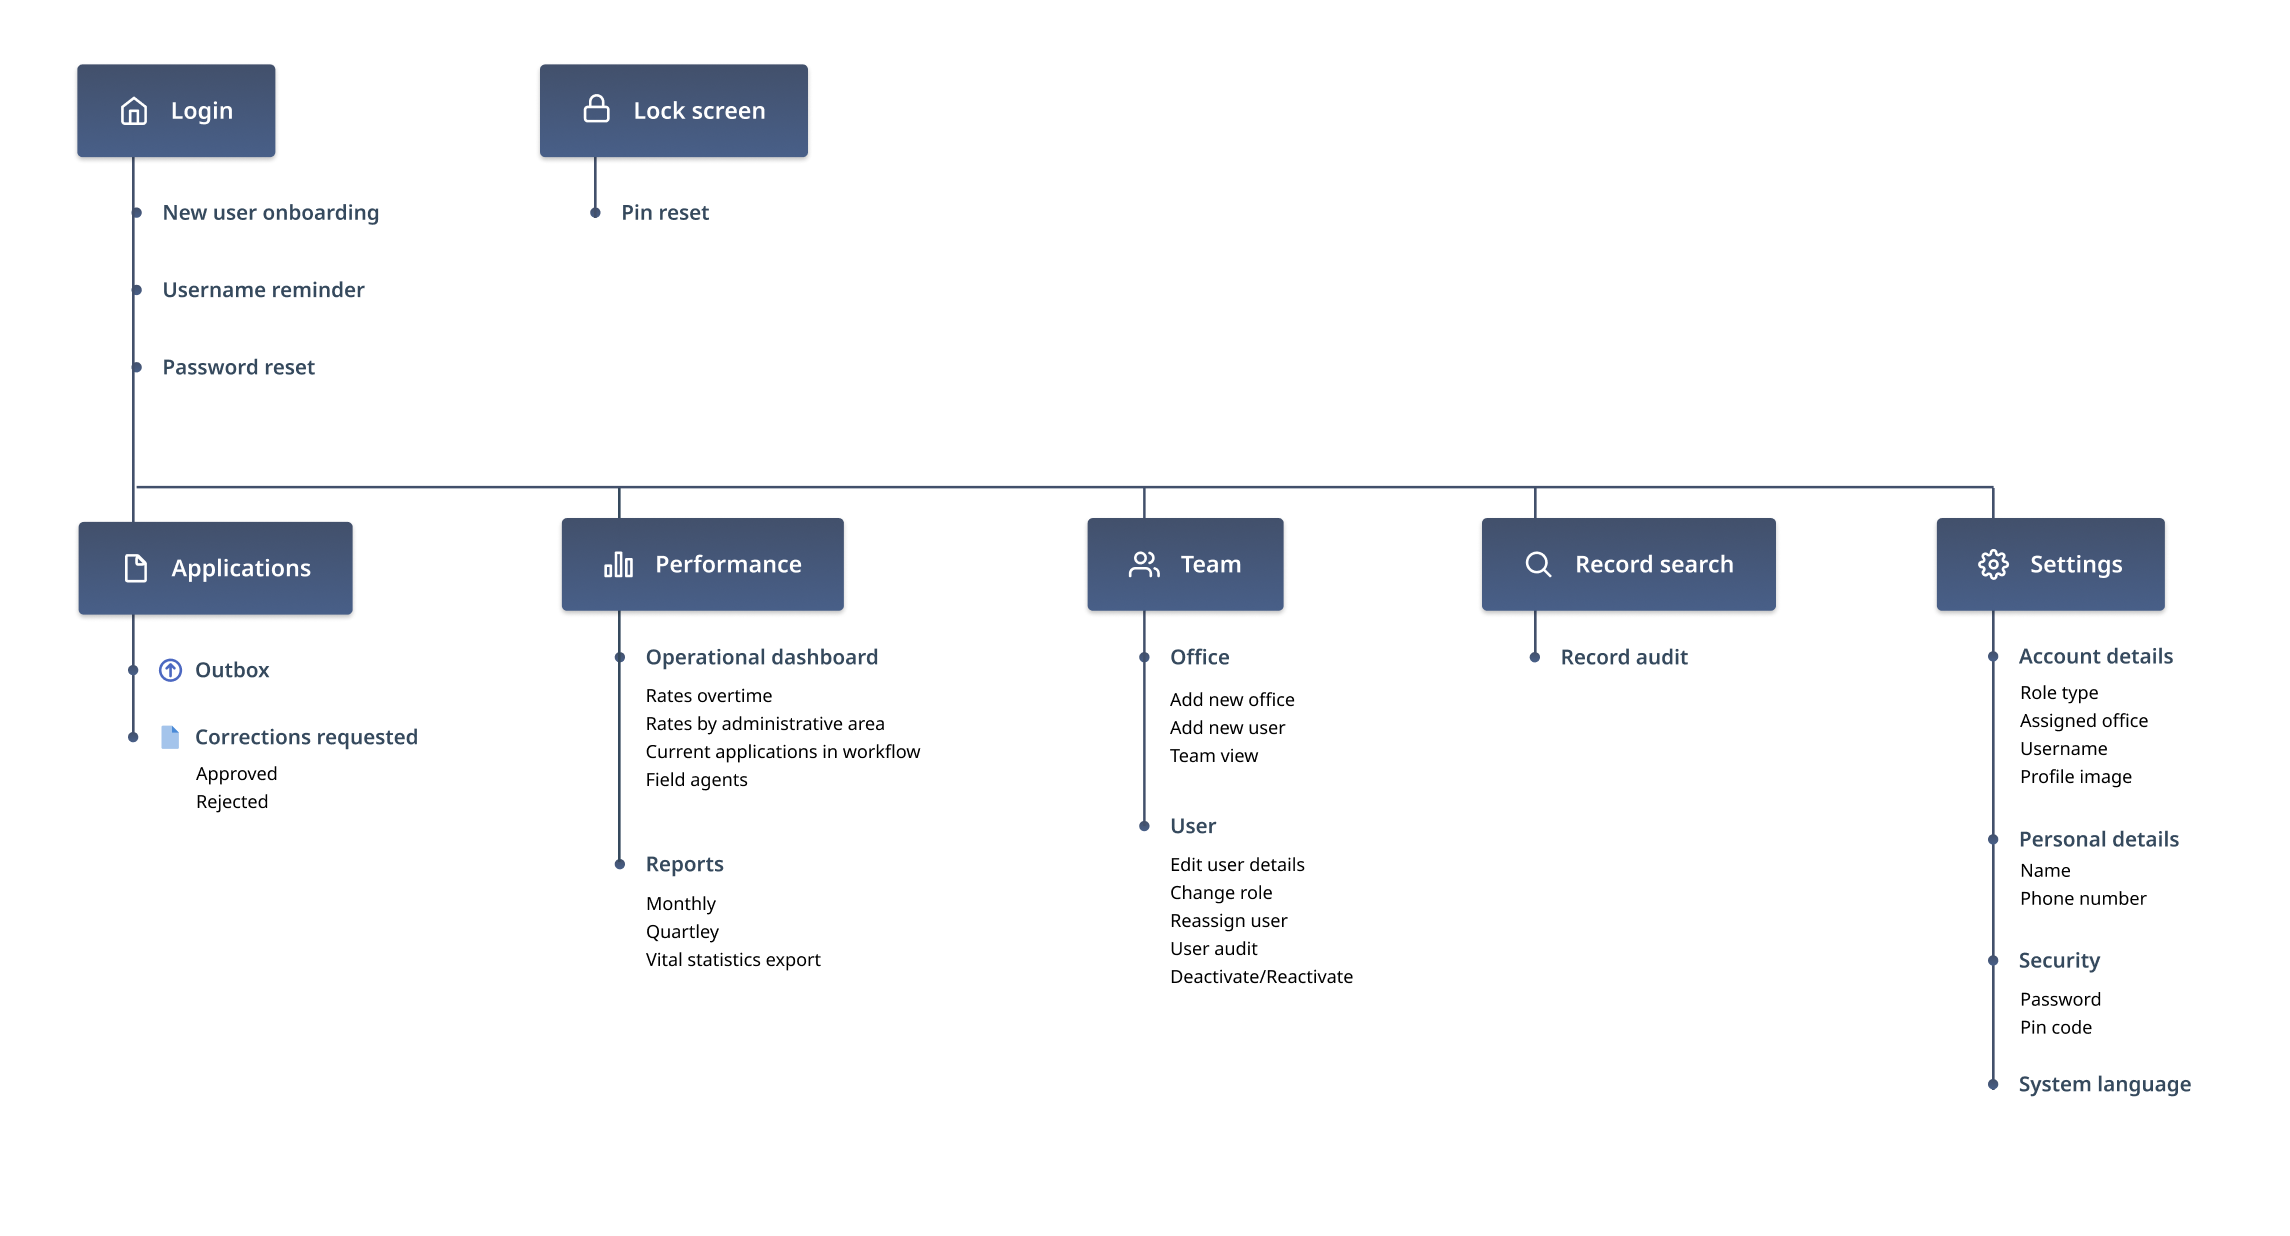 Login
Lock screen
New user onboarding
Pin reset
Username reminder
Password reset
Applications
Performance
Team
Record search
Settings
Outbox
Corrections requested
Approved
Rejected
Operational dashboard
Rates overtime
Rates by administrative area
Current applications in workflow
Field agents
Reports
Monthly
Quartley
Vital statistics export
Office
Add new office
Add new user
Team view
User
Edit user details
Change role
Reassign user
User audit
Deactivate/Reactivate
Record audit
Account details
Role type
Assigned office
Username
Profile image
Personal details
Name
Phone number
Security
Password
Pin code
System language